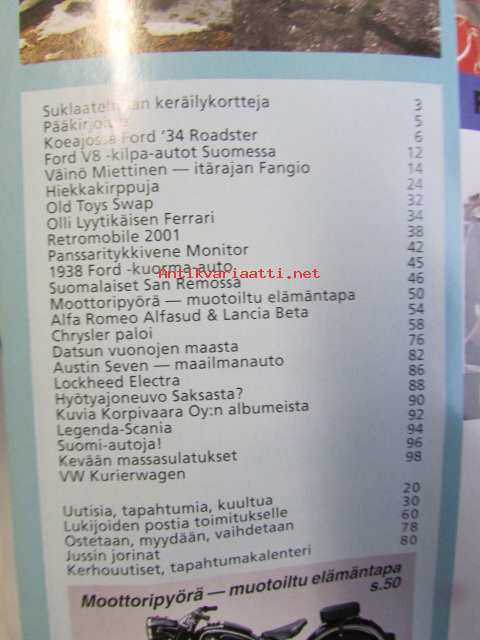 Suklaatehtaan keräilykortteja 3
Pääkirjoitus 5
Koeajossa Ford '34 Roadster 6
Ford V8 -kilpa-autot Suomessa 12
Väinö Miettinen — itärajan Fangio 14
Hiekkakirppuja 24
Old Toys Swap 32
Olli Lyytikäisen Ferrari 34
Retromobile 2001 38
Panssaritykkivene Monitor 42
1938 Ford -kuorma-auto 45
Antikvariaatti.net
Suomalaiset San Remossa 46
Moottoripyörä — muotoiltu elämäntapa 50
Alfa Romeo Alfasud & Lancia Beta 54
Chrysler paloi 58
Datsun vuonojen maasta 76
Austin Seven — maailmanauto 82
Lockheed Electra 86
Hyötyajoneuvo Saksasta? 88
Kuvia Korpivaara Oy:n albumeista 90
Legenda-Scania 92
Suomi-autoja! 94
Kevään massasulatukset 96
VW Kurierwagen 98
Uutisia, tapahtumia, kuultua 20
Lukijoiden postia toimitukselle 30
Ostetaan, myydään, vaihdetaan 60
Jussin jorinat 78
Kerhouutiset, tapahtumakalenteri 80
Moottoripyörä — muotoiltu elämäntapa
s.50